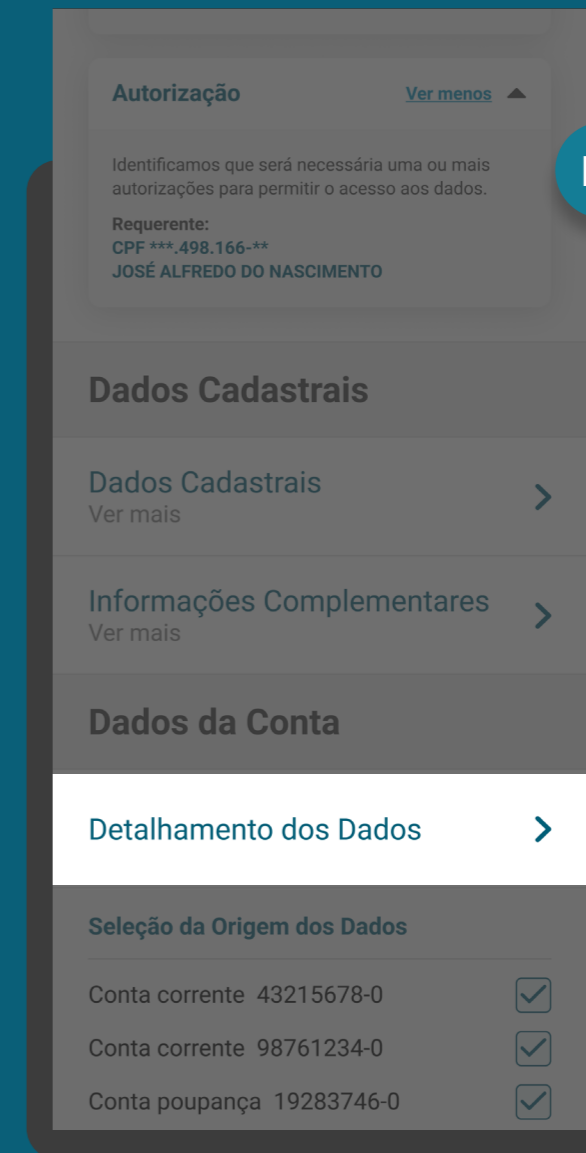 Autorização Ver menos
Identificamos que será necessária uma ou mais
autorizações para permitir o acesso aos dados.
Requerente:
CPF ***.498.166-**
JOSÉ ALFREDO DO NASCIMENTO
Dados Cadastrais
Dados Cadastrais
Ver mais
Informações Complementares
Ver mais
Dados da Conta
Detalhamento dos Dados
Seleção da Origem dos Dados
Conta corrente 43215678-0
Conta corrente 98761234-0
Conta poupança 19283746-0